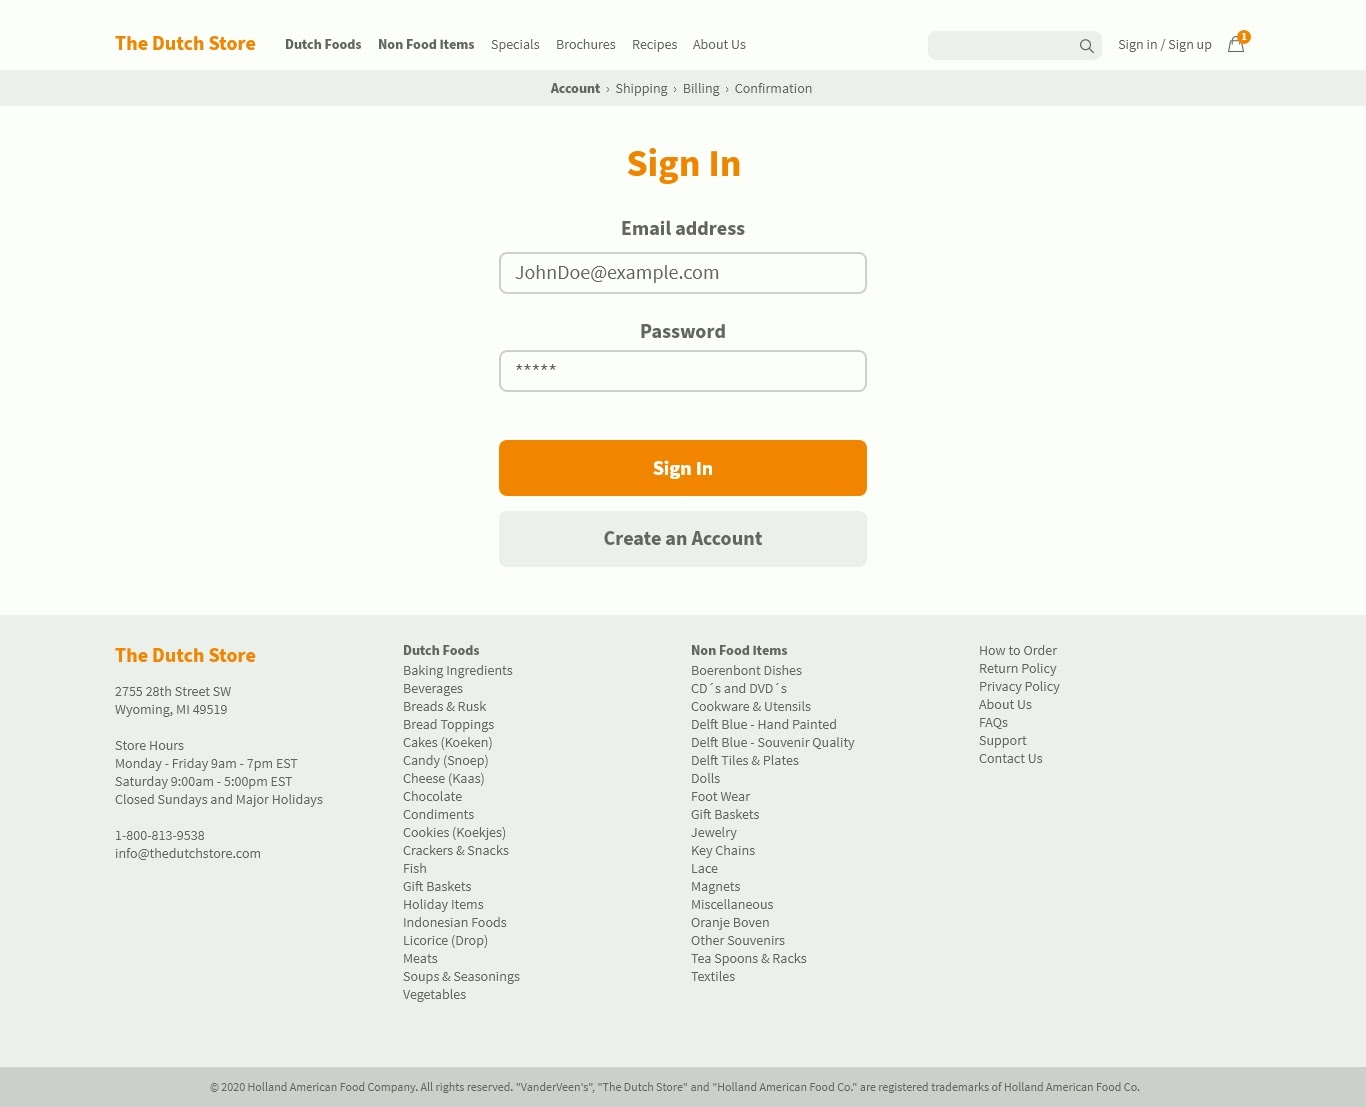 The Dutch Store
Dutch Foods Non Food Items Specials Brochures Recipes About Us
Sign in / Sign up
1
Account › Shipping › Billing › Confirmation
Sign In
Email address
JohnDoe@example.com
Password
*****
Sign In
Create an Account
The Dutch Store
2755 28th Street SW
Wyoming, MI 49519
Store Hours
Monday - Friday 9am - 7pm EST
Saturday 9:00am - 5:00pm EST
Closed Sundays and Major Holidays
1-800-813-9538
info@thedutchstore.com
Dutch Foods
Baking Ingredients
Beverages
Breads & Rusk
Bread Toppings
Cakes (Koeken)
Candy (Snoep)
Cheese (Kaas)
Chocolate
Condiments
Cookies (Koekjes)
Crackers & Snacks
Fish
Gift Baskets
Holiday Items
Indonesian Foods
Licorice (Drop)
Meats
Soups & Seasonings
Vegetables
Non Food Items
Boerenbont Dishes
CD´s and DVD´s
Cookware & Utensils
Delft Blue - Hand Painted
Delft Blue - Souvenir Quality
Delft Tiles & Plates
Dolls
Foot Wear
Gift Baskets
Jewelry
Key Chains
Lace
Magnets
Miscellaneous
Oranje Boven
Other Souvenirs
Tea Spoons & Racks
Textiles
How to Order
Return Policy
Privacy Policy
About Us
FAQs
Support
Contact Us
© 2020 Holland American Food Company. All rights reserved. "VanderVeen's", "The Dutch Store" and "Holland American Food Co." are registered trademarks of Holland American Food Co.